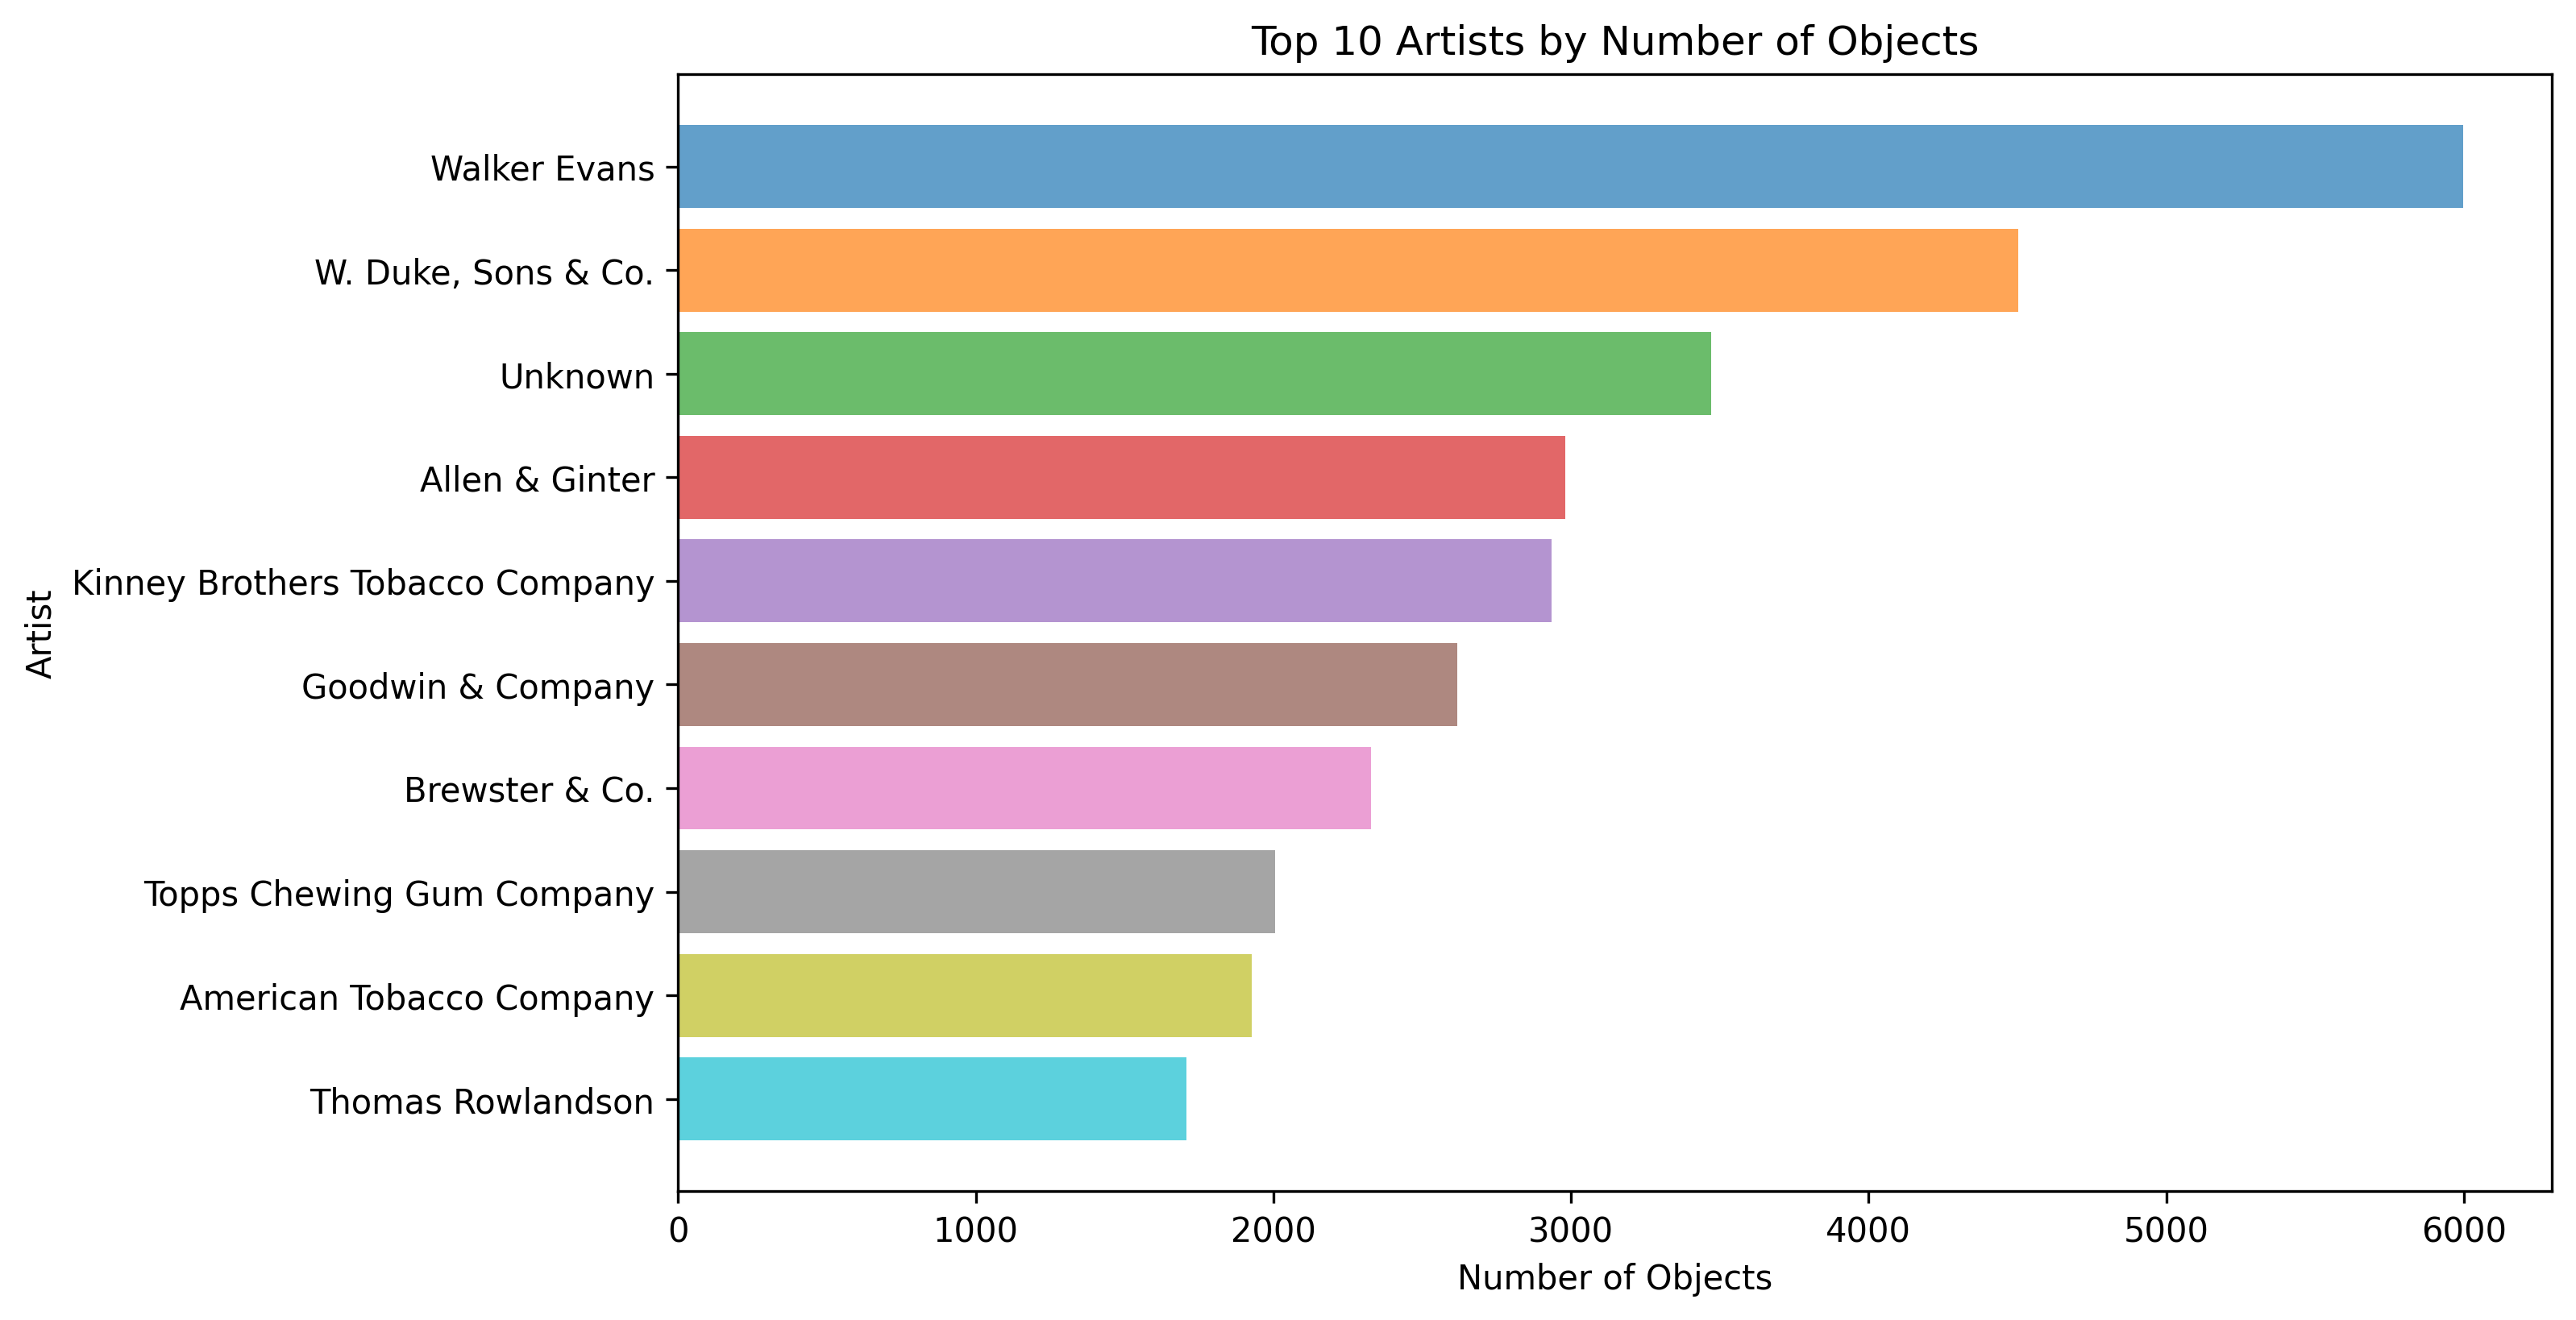 Top 10 Artists by Number of Objects
Artist
Walker Evans
W. Duke, Sons & Co.
Unknown
Allen & Ginter
Kinney Brothers Tobacco Company
Goodwin & Company
Brewster & Co.
Topps Chewing Gum Company
American Tobacco Company
Thomas Rowlandson
0 1000 2000 3000 4000 5000 6000
Number of Objects